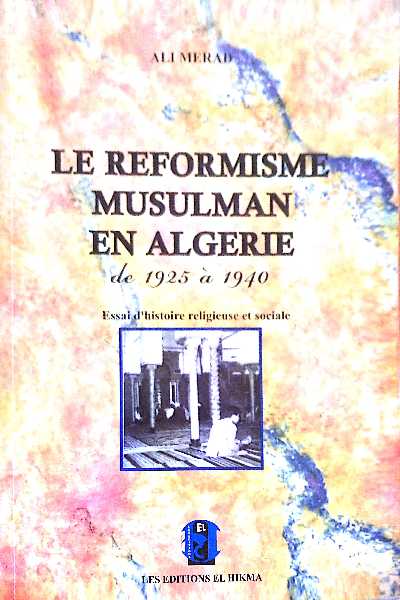 ALI MERAD
LE REFORMISME
MUSULMAN
EN ALGERIE
de 1925 à 1940
Essai d'histoire religieuse et sociale
EL
LES EDITIONS EL HIKMA